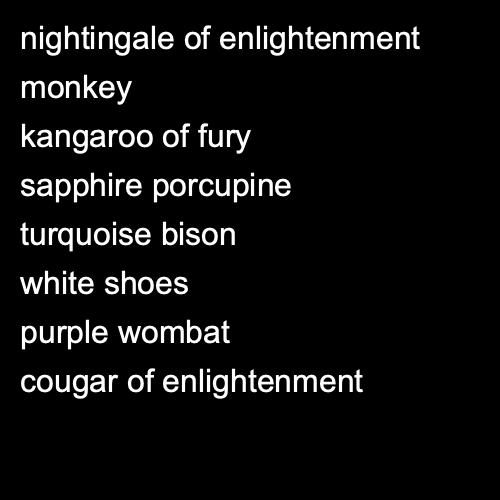 nightingale of enlightenment
monkey
kangaroo of fury
sapphire porcupine
turquoise bison
white shoes
purple wombat
cougar of enlightenment